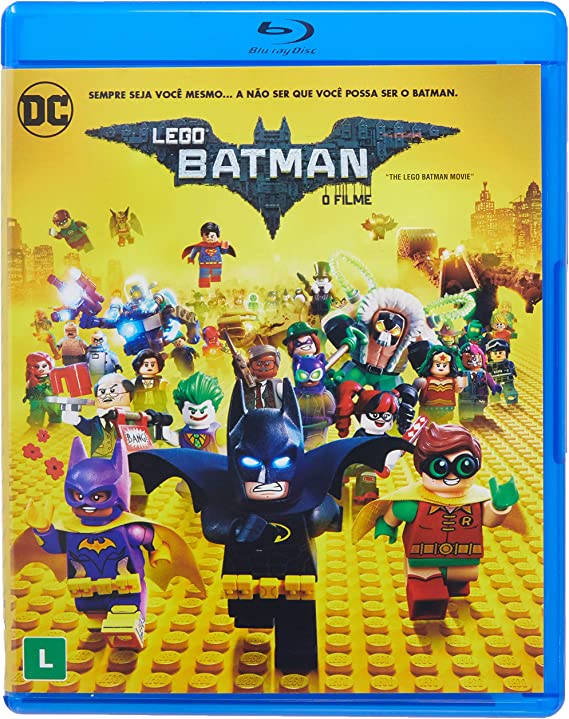 Blu-ray Disc
DC
SEMPRE SEJA VOCÊ MESMO... A NÃO SER QUE VOCÊ POSSA SER O BATMAN.
LEGO
BATMAN
O FILME
"THE LEGO BATMAN MOVIE"
BANG!
R
L